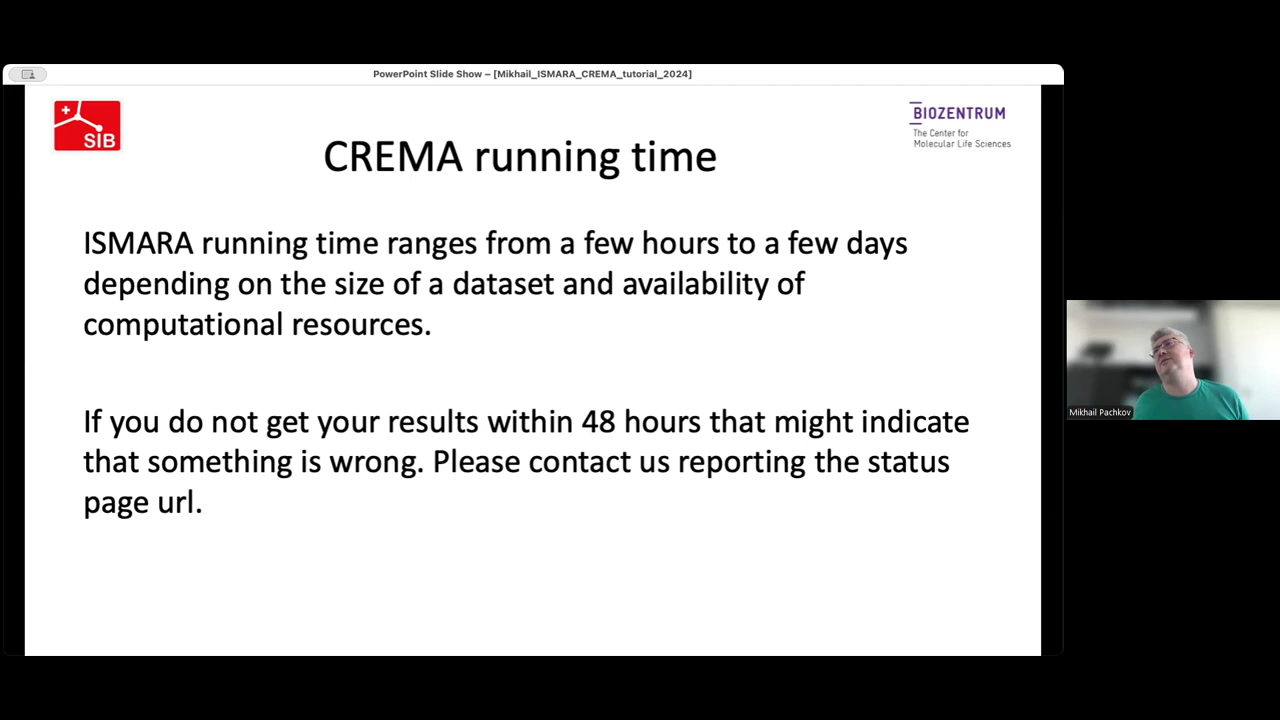 PowerPoint Slide Show – [Mikhail_ISMARA_CREMA_tutorial_2024]
SIB
BIOZENTRUM
The Center for
Molecular Life Sciences
CREMA running time
ISMARA running time ranges from a few hours to a few days
depending on the size of a dataset and availability of
computational resources.
If you do not get your results within 48 hours that might indicate
that something is wrong. Please contact us reporting the status
page url.
Mikhail Pachkov